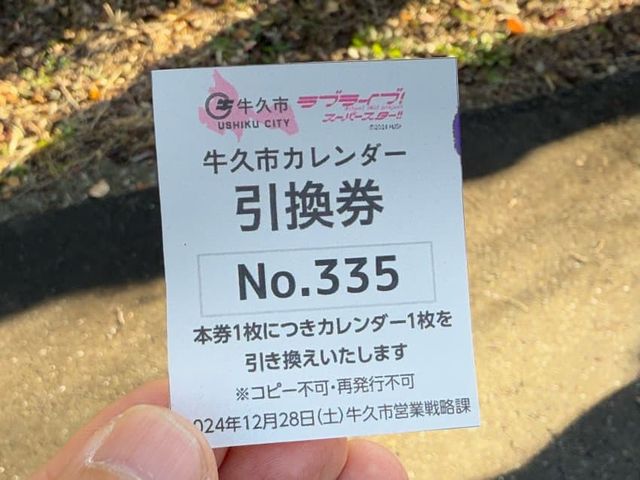 牛久市
USHIKU CITY
ラブライブ!
スーパースター!!
牛久市カレンダー
引換券
No.335
本券1枚につきカレンダー1枚を
引き換えいたします
※コピー不可・再発行不可
2024年12月28日(土)牛久市営業戦略課